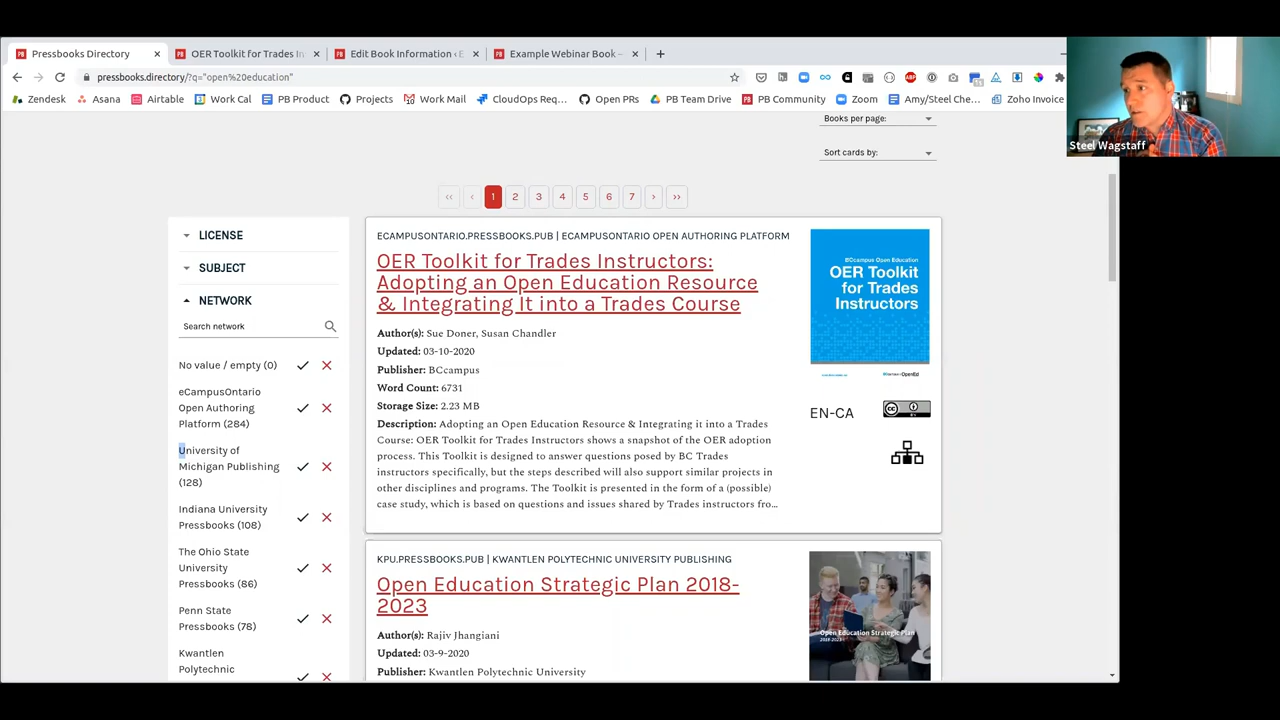 Pressbooks Directory
OER Toolkit for Trades In
Edit Book Information ‹ E
Example Webinar Book –
pressbooks.directory/?q="open%20education"
Zendesk
Asana
Airtable
Work Cal
PB Product
Projects
Work Mail
CloudOps Req...
Open PRs
PB Team Drive
PB Community
Zoom
Amy/Steel Che...
Zoho Invoice
Steel Wagstaff
Books per page:
Sort cards by:
‹‹ ‹ 1 2 3 4 5 6 7 › ››
LICENSE
SUBJECT
NETWORK
Search network
No value / empty (0)
eCampusOntario
Open Authoring
Platform (284)
University of
Michigan Publishing
(128)
Indiana University
Pressbooks (108)
The Ohio State
University
Pressbooks (86)
Penn State
Pressbooks (78)
Kwantlen
Polytechnic
ECAMPUSONTARIO.PRESSBOOKS.PUB | ECAMPUSONTARIO OPEN AUTHORING PLATFORM
OER Toolkit for Trades Instructors:
Adopting an Open Education Resource
& Integrating It into a Trades Course
Author(s): Sue Doner, Susan Chandler
Updated: 03-10-2020
Publisher: BCcampus
Word Count: 6731
Storage Size: 2.23 MB
Description: Adopting an Open Education Resource & Integrating it into a Trades
Course: OER Toolkit for Trades Instructors shows a snapshot of the OER adoption
process. This Toolkit is designed to answer questions posed by BC Trades
instructors specifically, but the steps described will also support similar projects in
other disciplines and programs. The Toolkit is presented in the form of a (possible)
case study, which is based on questions and issues shared by Trades instructors fro...
BCcampus Open Education
OER Toolkit
for Trades
Instructors
EN-CA
BY
KPU.PRESSBOOKS.PUB | KWANTLEN POLYTECHNIC UNIVERSITY PUBLISHING
Open Education Strategic Plan 2018-
2023
Author(s): Rajiv Jhangiani
Updated: 03-9-2020
Publisher: Kwantlen Polytechnic University
Open Education Strategic Plan
2018-2023